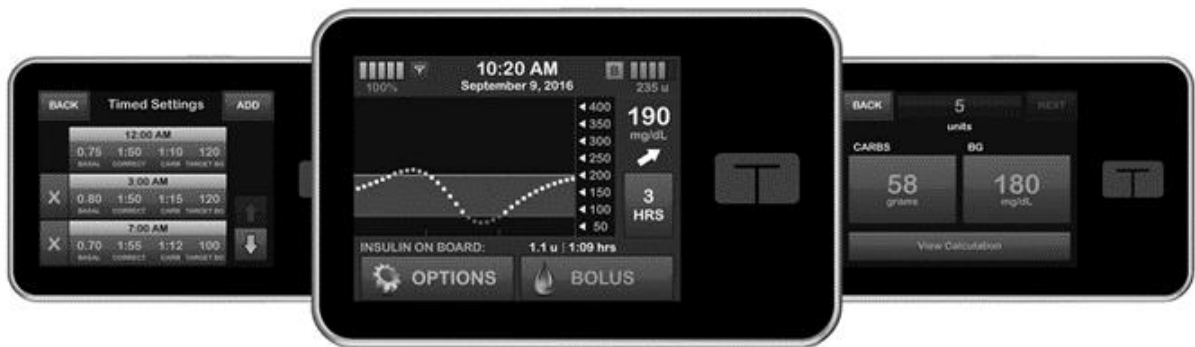 BACK Timed Settings ADD
12:00 AM
0.75 1:50 1:10 120
BASAL CORRECT CARB TARGET BG
3:00 AM
X 0.80 1:50 1:15 120
BASAL CORRECT CARB TARGET BG
7:00 AM
X 0.70 1:55 1:12 100
BASAL CORRECT CARB TARGET BG
10:20 AM
100% September 9, 2016 B 235 u
400
350
300
250
200
150
100
50
190
mg/dL
3
HRS
INSULIN ON BOARD: 1.1 u | 1:09 hrs
OPTIONS BOLUS
BACK 5 NEXT
units
CARBS BG
58 180
grams mg/dL
View Calculation